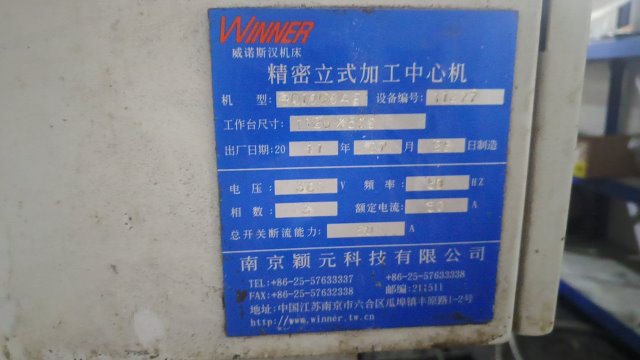 WINNER
威诺斯汉机床
精密立式加工中心机
机 型: 设备编号:
工作台尺寸:
出厂日期:20 年 月 日制造
电 压: V 频 率: HZ
相 数: 额定电流: A
总开关断流能力: A
南京颖元科技有限公司
TEL:+86-25-57633337 +86-25-57633338
FAX:+86-25-57632338 邮编:211511
地址:中国江苏南京市六合区瓜埠镇丰原路1-2号
http://www.winner.tw.cn